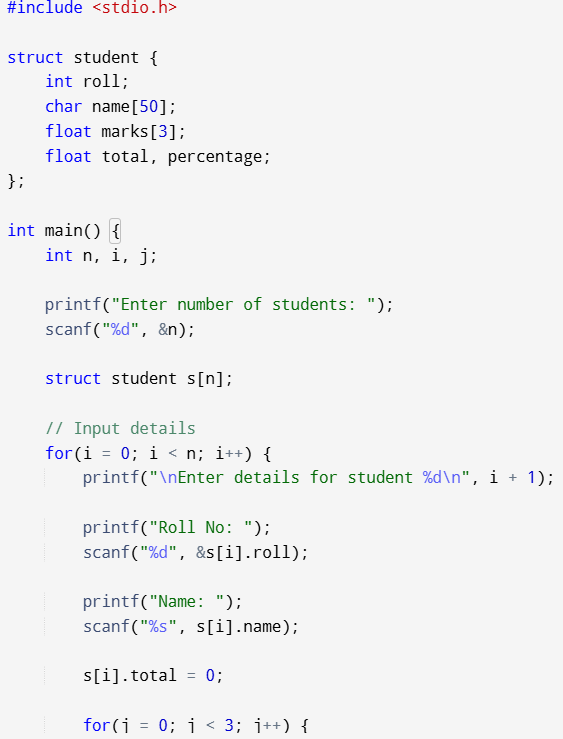 #include <stdio.h>
struct student {
    int roll;
    char name[50];
    float marks[3];
    float total, percentage;
};
int main() {
    int n, i, j;
    printf("Enter number of students: ");
    scanf("%d", &n);
    struct student s[n];
    // Input details
    for(i = 0; i < n; i++) {
        printf("\nEnter details for student %d\n", i + 1);
        printf("Roll No: ");
        scanf("%d", &s[i].roll);
        printf("Name: ");
        scanf("%s", s[i].name);
        s[i].total = 0;
        for(j = 0; j < 3; j++) {